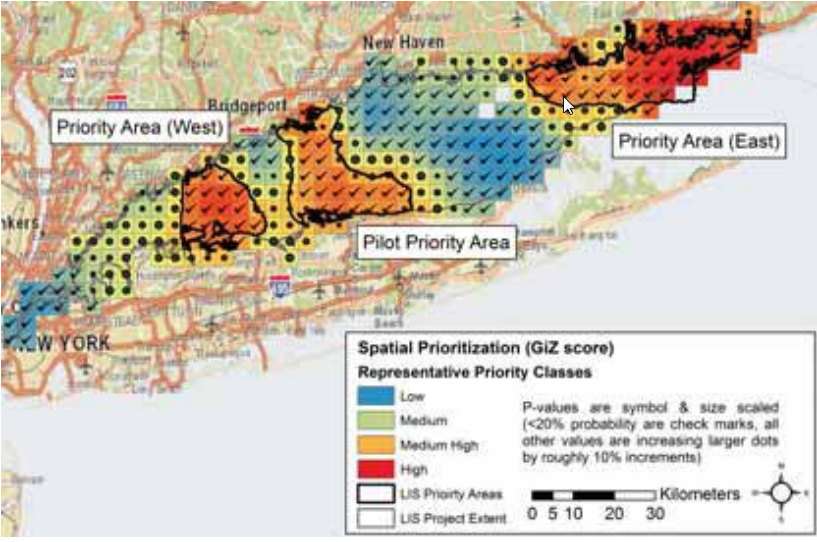 New Haven
202
Bridgeport
Priority Area (West)
Priority Area (East)
Pilot Priority Area
495
NEW YORK
Spatial Prioritization (GiZ score)
Representative Priority Classes
Low
Medium
Medium High
High
LIS Priority Areas
LIS Project Extent
P-values are symbol & size scaled
(<20% probability are check marks, all
other values are increasing larger dots
by roughly 10% increments)
Kilometers
0 5 10 20 30